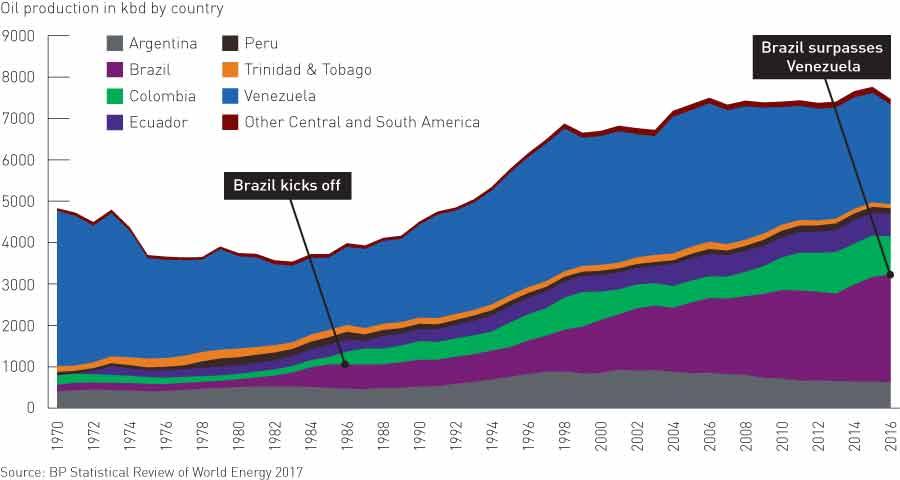 Oil production in kbd by country
9000
8000
7000
6000
5000
4000
3000
2000
1000
0
Argentina
Brazil
Colombia
Ecuador
Peru
Trinidad & Tobago
Venezuela
Other Central and South America
Brazil kicks off
Brazil surpasses
Venezuela
1970
1972
1974
1976
1978
1980
1982
1984
1986
1988
1990
1992
1994
1996
1998
2000
2002
2004
2006
2008
2010
2012
2014
2016
Source: BP Statistical Review of World Energy 2017